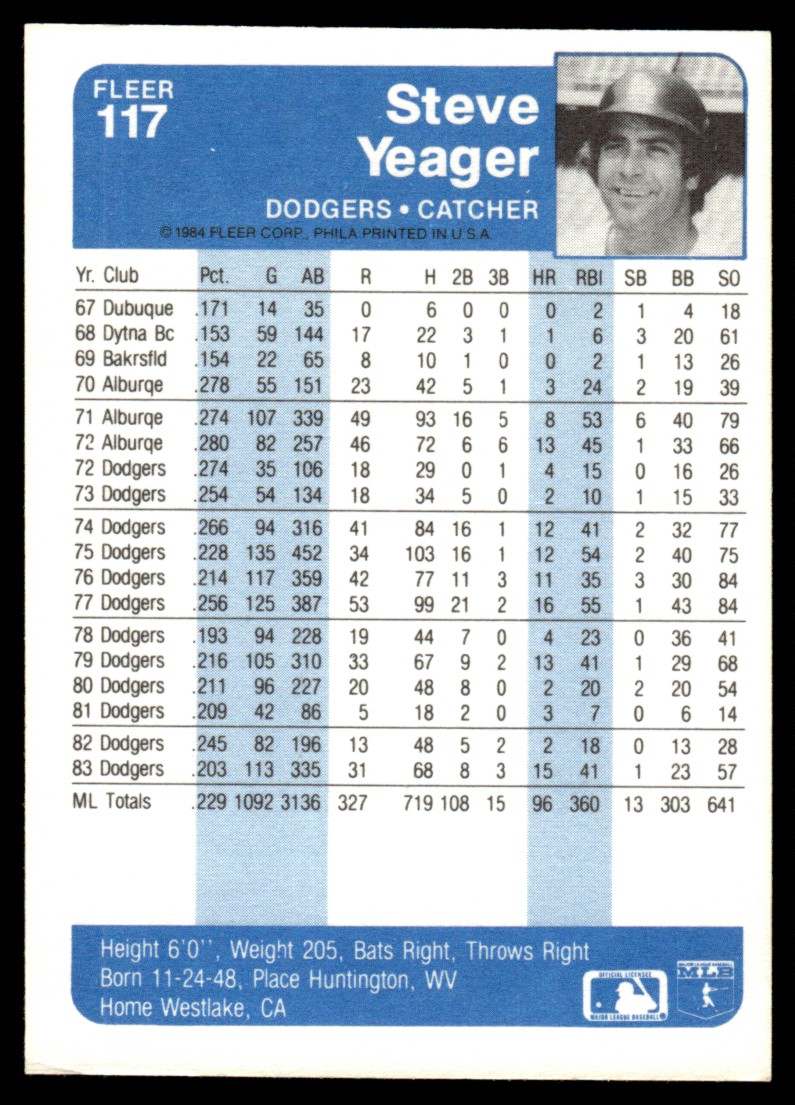 FLEER
117
Steve
Yeager
DODGERS • CATCHER
© 1984 FLEER CORP., PHILA PRINTED IN U.S.A.
Yr. Club Pct. G AB R H 2B 3B HR RBI SB BB SO
67 Dubuque .171 14 35 0 6 0 0 0 2 1 4 18
68 Dytna Bc .153 59 144 17 22 3 1 1 6 3 20 61
69 Bakrsfld .154 22 65 8 10 1 0 0 2 1 13 26
70 Alburqe .278 55 151 23 42 5 1 3 24 2 19 39
71 Alburqe .274 107 339 49 93 16 5 8 53 6 40 79
72 Alburqe .280 82 257 46 72 6 6 13 45 1 33 66
72 Dodgers .274 35 106 18 29 0 1 4 15 0 16 26
73 Dodgers .254 54 134 18 34 5 0 2 10 1 15 33
74 Dodgers .266 94 316 41 84 16 1 12 41 2 32 77
75 Dodgers .228 135 452 34 103 16 1 12 54 2 40 75
76 Dodgers .214 117 359 42 77 11 3 11 35 3 30 84
77 Dodgers .256 125 387 53 99 21 2 16 55 1 43 84
78 Dodgers .193 94 228 19 44 7 0 4 23 0 36 41
79 Dodgers .216 105 310 33 67 9 2 13 41 1 29 68
80 Dodgers .211 96 227 20 48 8 0 2 20 2 20 54
81 Dodgers .209 42 86 5 18 2 0 3 7 0 6 14
82 Dodgers .245 82 196 13 48 5 2 2 18 0 13 28
83 Dodgers .203 113 335 31 68 8 3 15 41 1 23 57
ML Totals .229 1092 3136 327 719 108 15 96 360 13 303 641
Height 6'0'', Weight 205, Bats Right, Throws Right
Born 11-24-48, Place Huntington, WV
Home Westlake, CA
OFFICIAL LICENSEE
MAJOR LEAGUE BASEBALL®
MAJOR LEAGUE BASEBALL
MLB